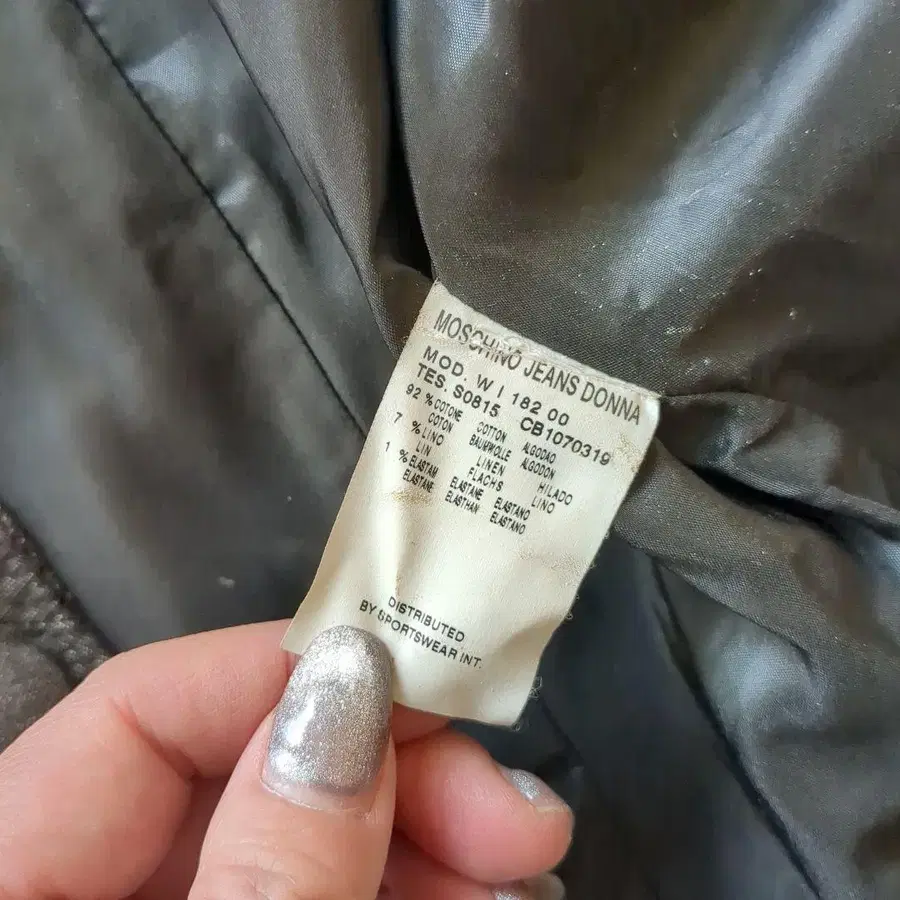 MOSCHINO JEANS DONNA
MOD. W I 182 00
TES. S0815 CB1070319
92 % COTONE COTTON ALGODAO
COTON BAUMWOLLE ALGODON
7 % LINO LINEN HILADO
LIN FLACHS LINO
1 % ELASTAM ELASTANE ELASTANO
ELASTANE ELASTHAN ELASTANO
DISTRIBUTED
BY SPORTSWEAR INT.